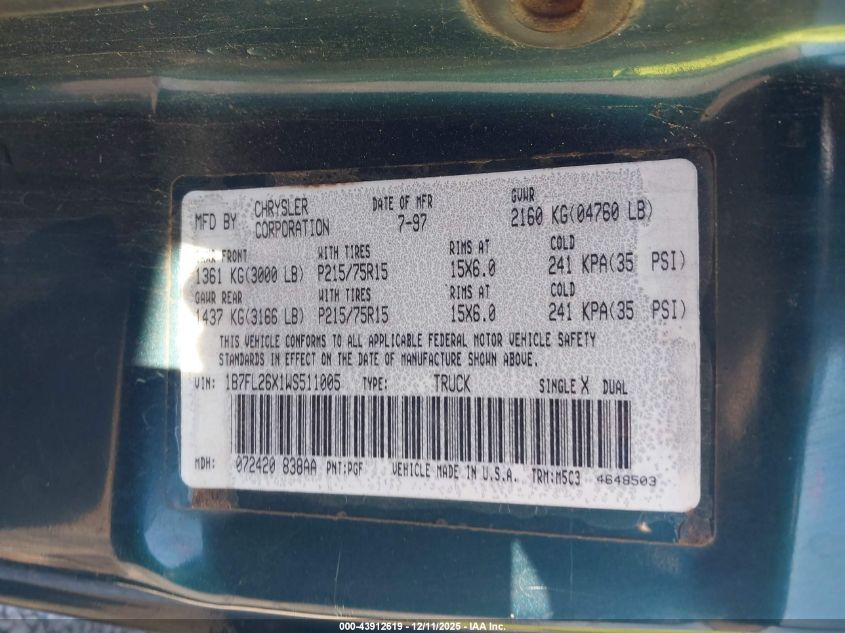 MFD BY CHRYSLER CORPORATION DATE OF MFR 7-97 GVWR 2160 KG(04760 LB)
GAWR FRONT WITH TIRES RIMS AT COLD
1361 KG(3000 LB) P215/75R15 15X6.0 241 KPA(35 PSI)
GAWR REAR WITH TIRES RIMS AT COLD
1437 KG(3166 LB) P215/75R15 15X6.0 241 KPA(35 PSI)
THIS VEHICLE CONFORMS TO ALL APPLICABLE FEDERAL MOTOR VEHICLE SAFETY
STANDARDS IN EFFECT ON THE DATE OF MANUFACTURE SHOWN ABOVE.
VIN: 1B7FL26X1WS511005 TYPE: TRUCK SINGLE X DUAL
MDH: 072420 838AA PNT:PGF VEHICLE MADE IN U.S.A. TRM:M5C3 4648503
000-43912619 - 12/11/2025 - IAA Inc.